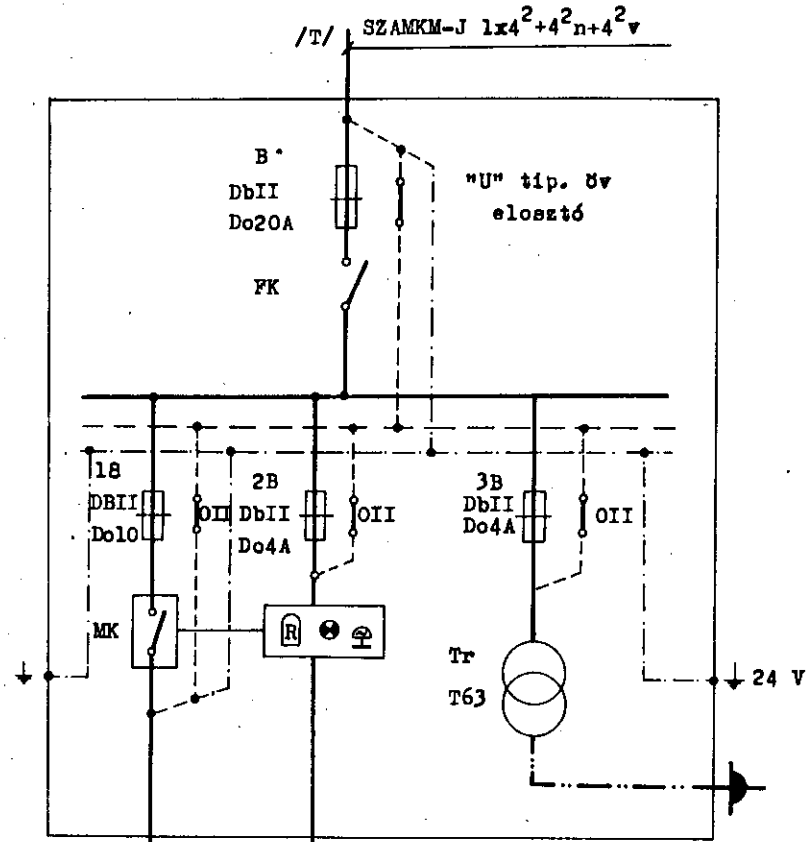 /T/ SZAMKM-J 1x4²+4²n+4²v
B
DbII
Do20A
"U" tip. öv
elosztó
FK
18
DBII
Do10
OII
2B
DbII
Do4A
OII
3B
DbII
Do4A
OII
MK
R
Tr
T63
24 V